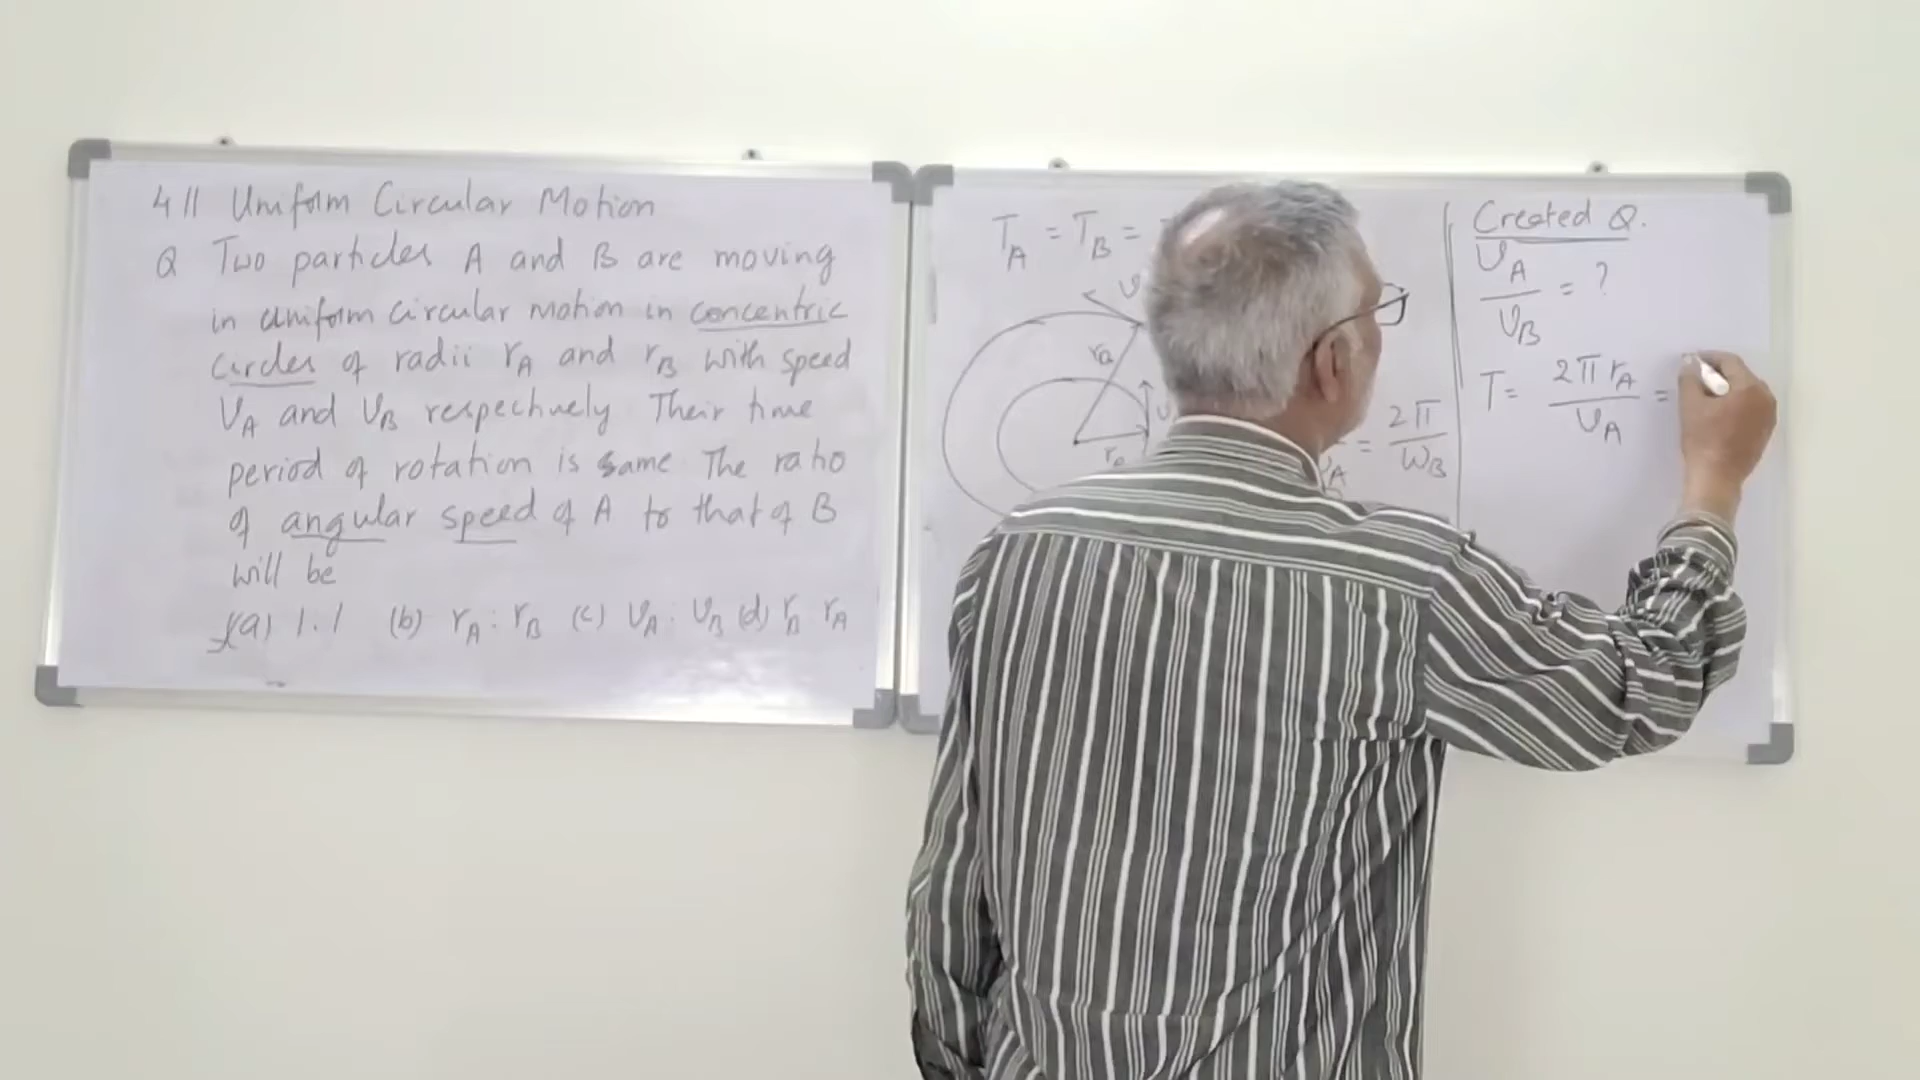 4.11 Uniform Circular Motion
Q Two particles A and B are moving
in uniform circular motion in concentric
circles of radii rA and rB with speed
vA and vB respectively Their time
period of rotation is same The ratio
of angular speed of A to that of B
will be
(a) 1:1 (b) rA : rB (c) vA : vB (d) rB rA
TA = TB =
ra
= 2π/ωB
Created Q.
vA/vB = ?
T = 2π rA/vA =